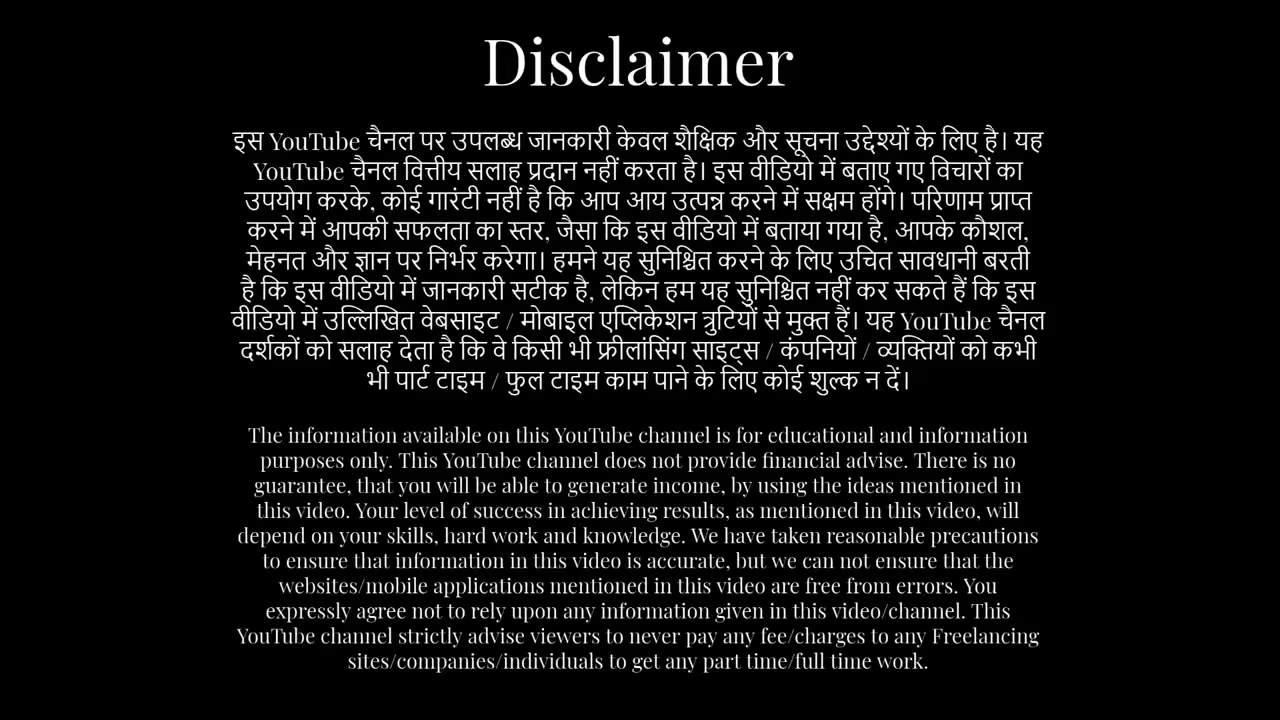 Disclaimer
इस YouTube चैनल पर उपलब्ध जानकारी केवल शैक्षिक और सूचना उद्देश्यों के लिए है। यह
YouTube चैनल वित्तीय सलाह प्रदान नहीं करता है। इस वीडियो में बताए गए विचारों का
उपयोग करके, कोई गारंटी नहीं है कि आप आय उत्पन्न करने में सक्षम होंगे। परिणाम प्राप्त
करने में आपकी सफलता का स्तर, जैसा कि इस वीडियो में बताया गया है, आपके कौशल,
मेहनत और ज्ञान पर निर्भर करेगा। हमने यह सुनिश्चित करने के लिए उचित सावधानी बरती
है कि इस वीडियो में जानकारी सटीक है, लेकिन हम यह सुनिश्चित नहीं कर सकते हैं कि इस
वीडियो में उल्लिखित वेबसाइट / मोबाइल एप्लिकेशन त्रुटियों से मुक्त हैं। यह YouTube चैनल
दर्शकों को सलाह देता है कि वे किसी भी फ्रीलांसिंग साइट्स / कंपनियों / व्यक्तियों को कभी
भी पार्ट टाइम / फुल टाइम काम पाने के लिए कोई शुल्क न दें।
The information available on this YouTube channel is for educational and information
purposes only. This YouTube channel does not provide financial advise. There is no
guarantee, that you will be able to generate income, by using the ideas mentioned in
this video. Your level of success in achieving results, as mentioned in this video, will
depend on your skills, hard work and knowledge. We have taken reasonable precautions
to ensure that information in this video is accurate, but we can not ensure that the
websites/mobile applications mentioned in this video are free from errors. You
expressly agree not to rely upon any information given in this video/channel. This
YouTube channel strictly advise viewers to never pay any fee/charges to any Freelancing
sites/companies/individuals to get any part time/full time work.